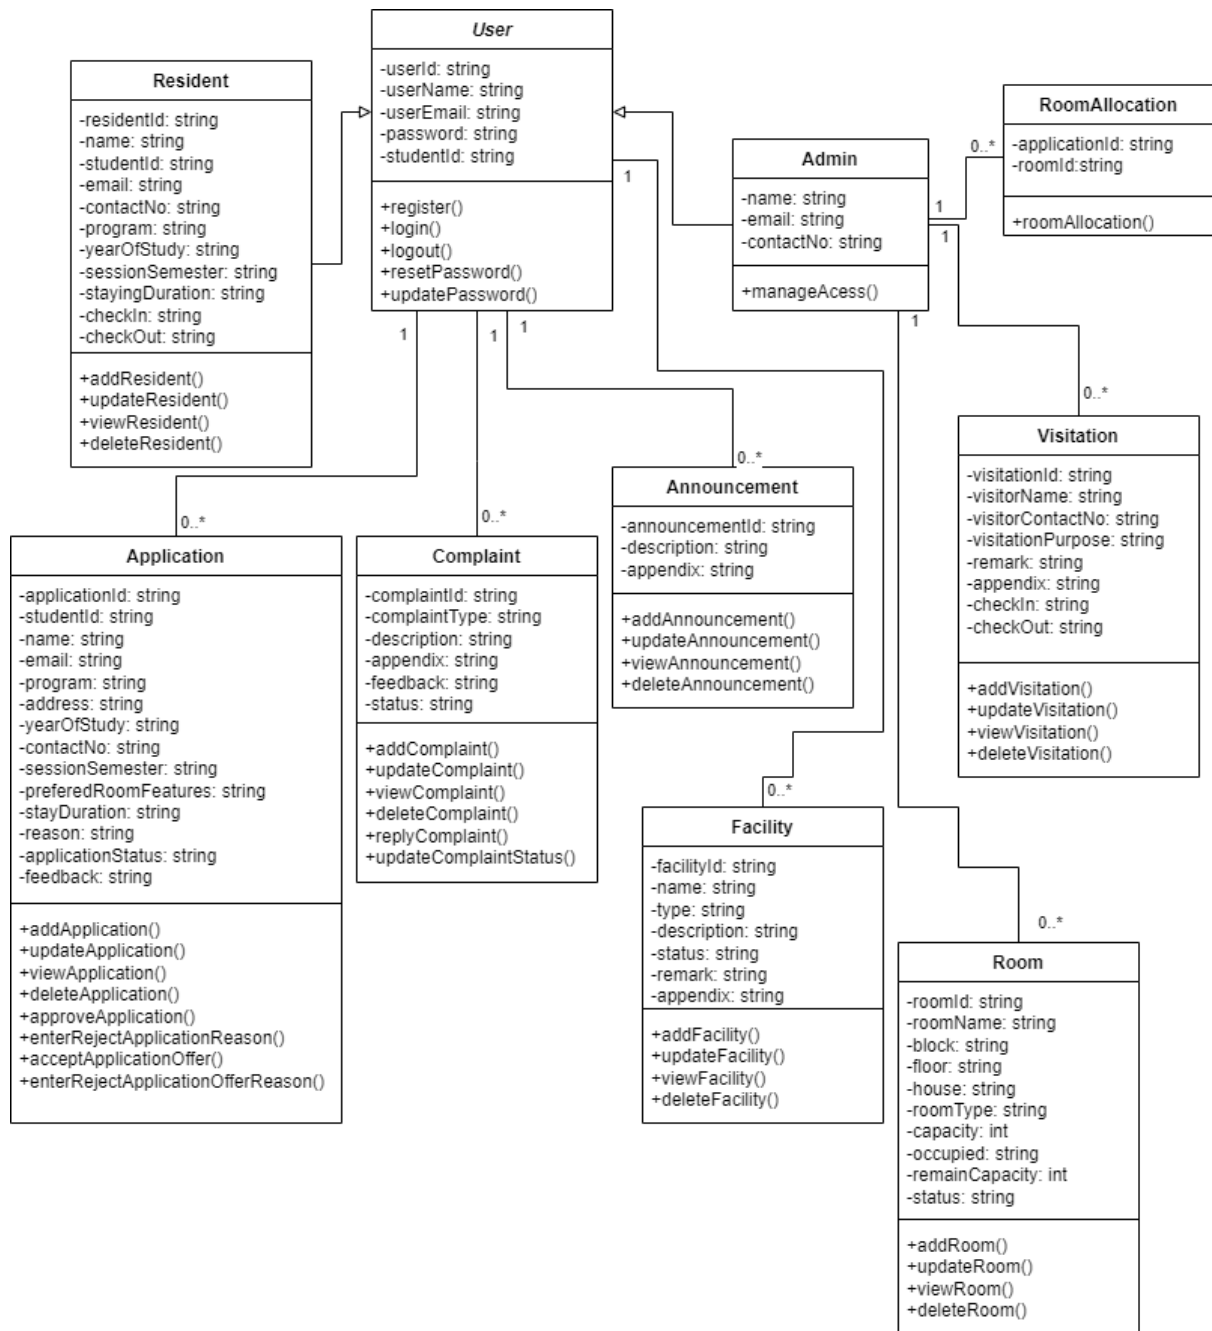 User
-userId: string
-userName: string
-userEmail: string
-password: string
-studentId: string
+register()
+login()
+logout()
+resetPassword()
+updatePassword()
Resident
-residentId: string
-name: string
-studentId: string
-email: string
-contactNo: string
-program: string
-yearOfStudy: string
-sessionSemester: string
-stayingDuration: string
-checkIn: string
-checkOut: string
+addResident()
+updateResident()
+viewResident()
+deleteResident()
Admin
-name: string
-email: string
-contactNo: string
+manageAcess()
RoomAllocation
-applicationId: string
-roomId:string
+roomAllocation()
0..*
1
1
1
1
1
1
1
0..*
Visitation
-visitationId: string
-visitorName: string
-visitorContactNo: string
-visitationPurpose: string
-remark: string
-appendix: string
-checkIn: string
-checkOut: string
+addVisitation()
+updateVisitation()
+viewVisitation()
+deleteVisitation()
0..*
Announcement
-announcementId: string
-description: string
-appendix: string
+addAnnouncement()
+updateAnnouncement()
+viewAnnouncement()
+deleteAnnouncement()
0..*
Application
-applicationId: string
-studentId: string
-name: string
-email: string
-program: string
-address: string
-yearOfStudy: string
-contactNo: string
-sessionSemester: string
-preferedRoomFeatures: string
-stayDuration: string
-reason: string
-applicationStatus: string
-feedback: string
+addApplication()
+updateApplication()
+viewApplication()
+deleteApplication()
+approveApplication()
+enterRejectApplicationReason()
+acceptApplicationOffer()
+enterRejectApplicationOfferReason()
0..*
Complaint
-complaintId: string
-complaintType: string
-description: string
-appendix: string
-feedback: string
-status: string
+addComplaint()
+updateComplaint()
+viewComplaint()
+deleteComplaint()
+replyComplaint()
+updateComplaintStatus()
0..*
Facility
-facilityId: string
-name: string
-type: string
-description: string
-status: string
-remark: string
-appendix: string
+addFacility()
+updateFacility()
+viewFacility()
+deleteFacility()
0..*
Room
-roomId: string
-roomName: string
-block: string
-floor: string
-house: string
-roomType: string
-capacity: int
-occupied: string
-remainCapacity: int
-status: string
+addRoom()
+updateRoom()
+viewRoom()
+deleteRoom()